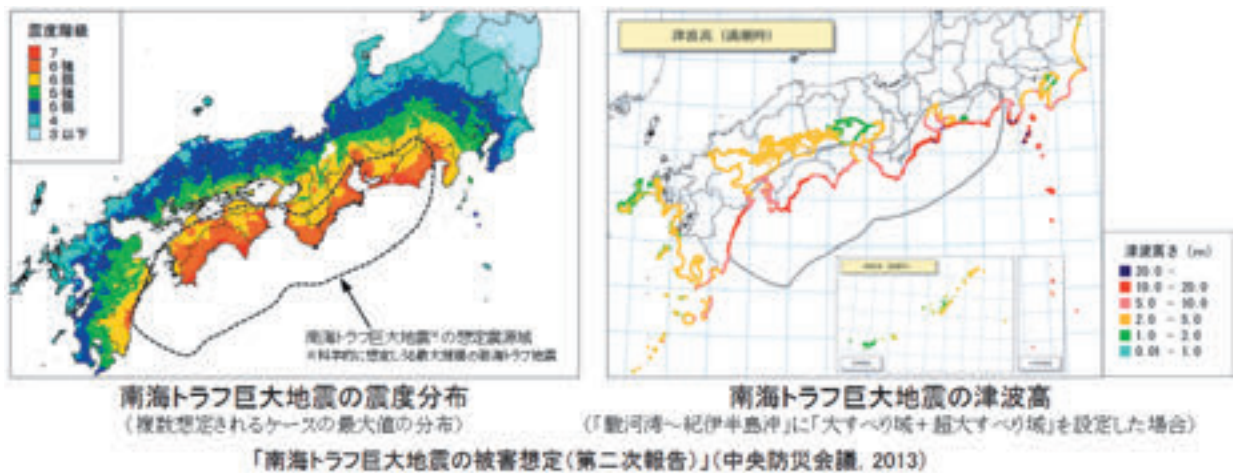 震度階級
7
6強
6弱
5強
5弱
4
3以下
南海トラフ巨大地震※の想定震源域
※科学的に想定しうる最大規模の南海トラフ地震
南海トラフ巨大地震の震度分布
(複数想定されるケースの最大値の分布)
津波高(満潮時)
津波高さ(m)
20.0 ~
10.0 - 20.0
5.0 - 10.0
2.0 - 5.0
1.0 - 2.0
0.01 - 1.0
南海トラフ巨大地震の津波高
(「駿河湾~紀伊半島沖」に「大すべり域+超大すべり域」を設定した場合)
「南海トラフ巨大地震の被害想定(第二次報告)」(中央防災会議, 2013)